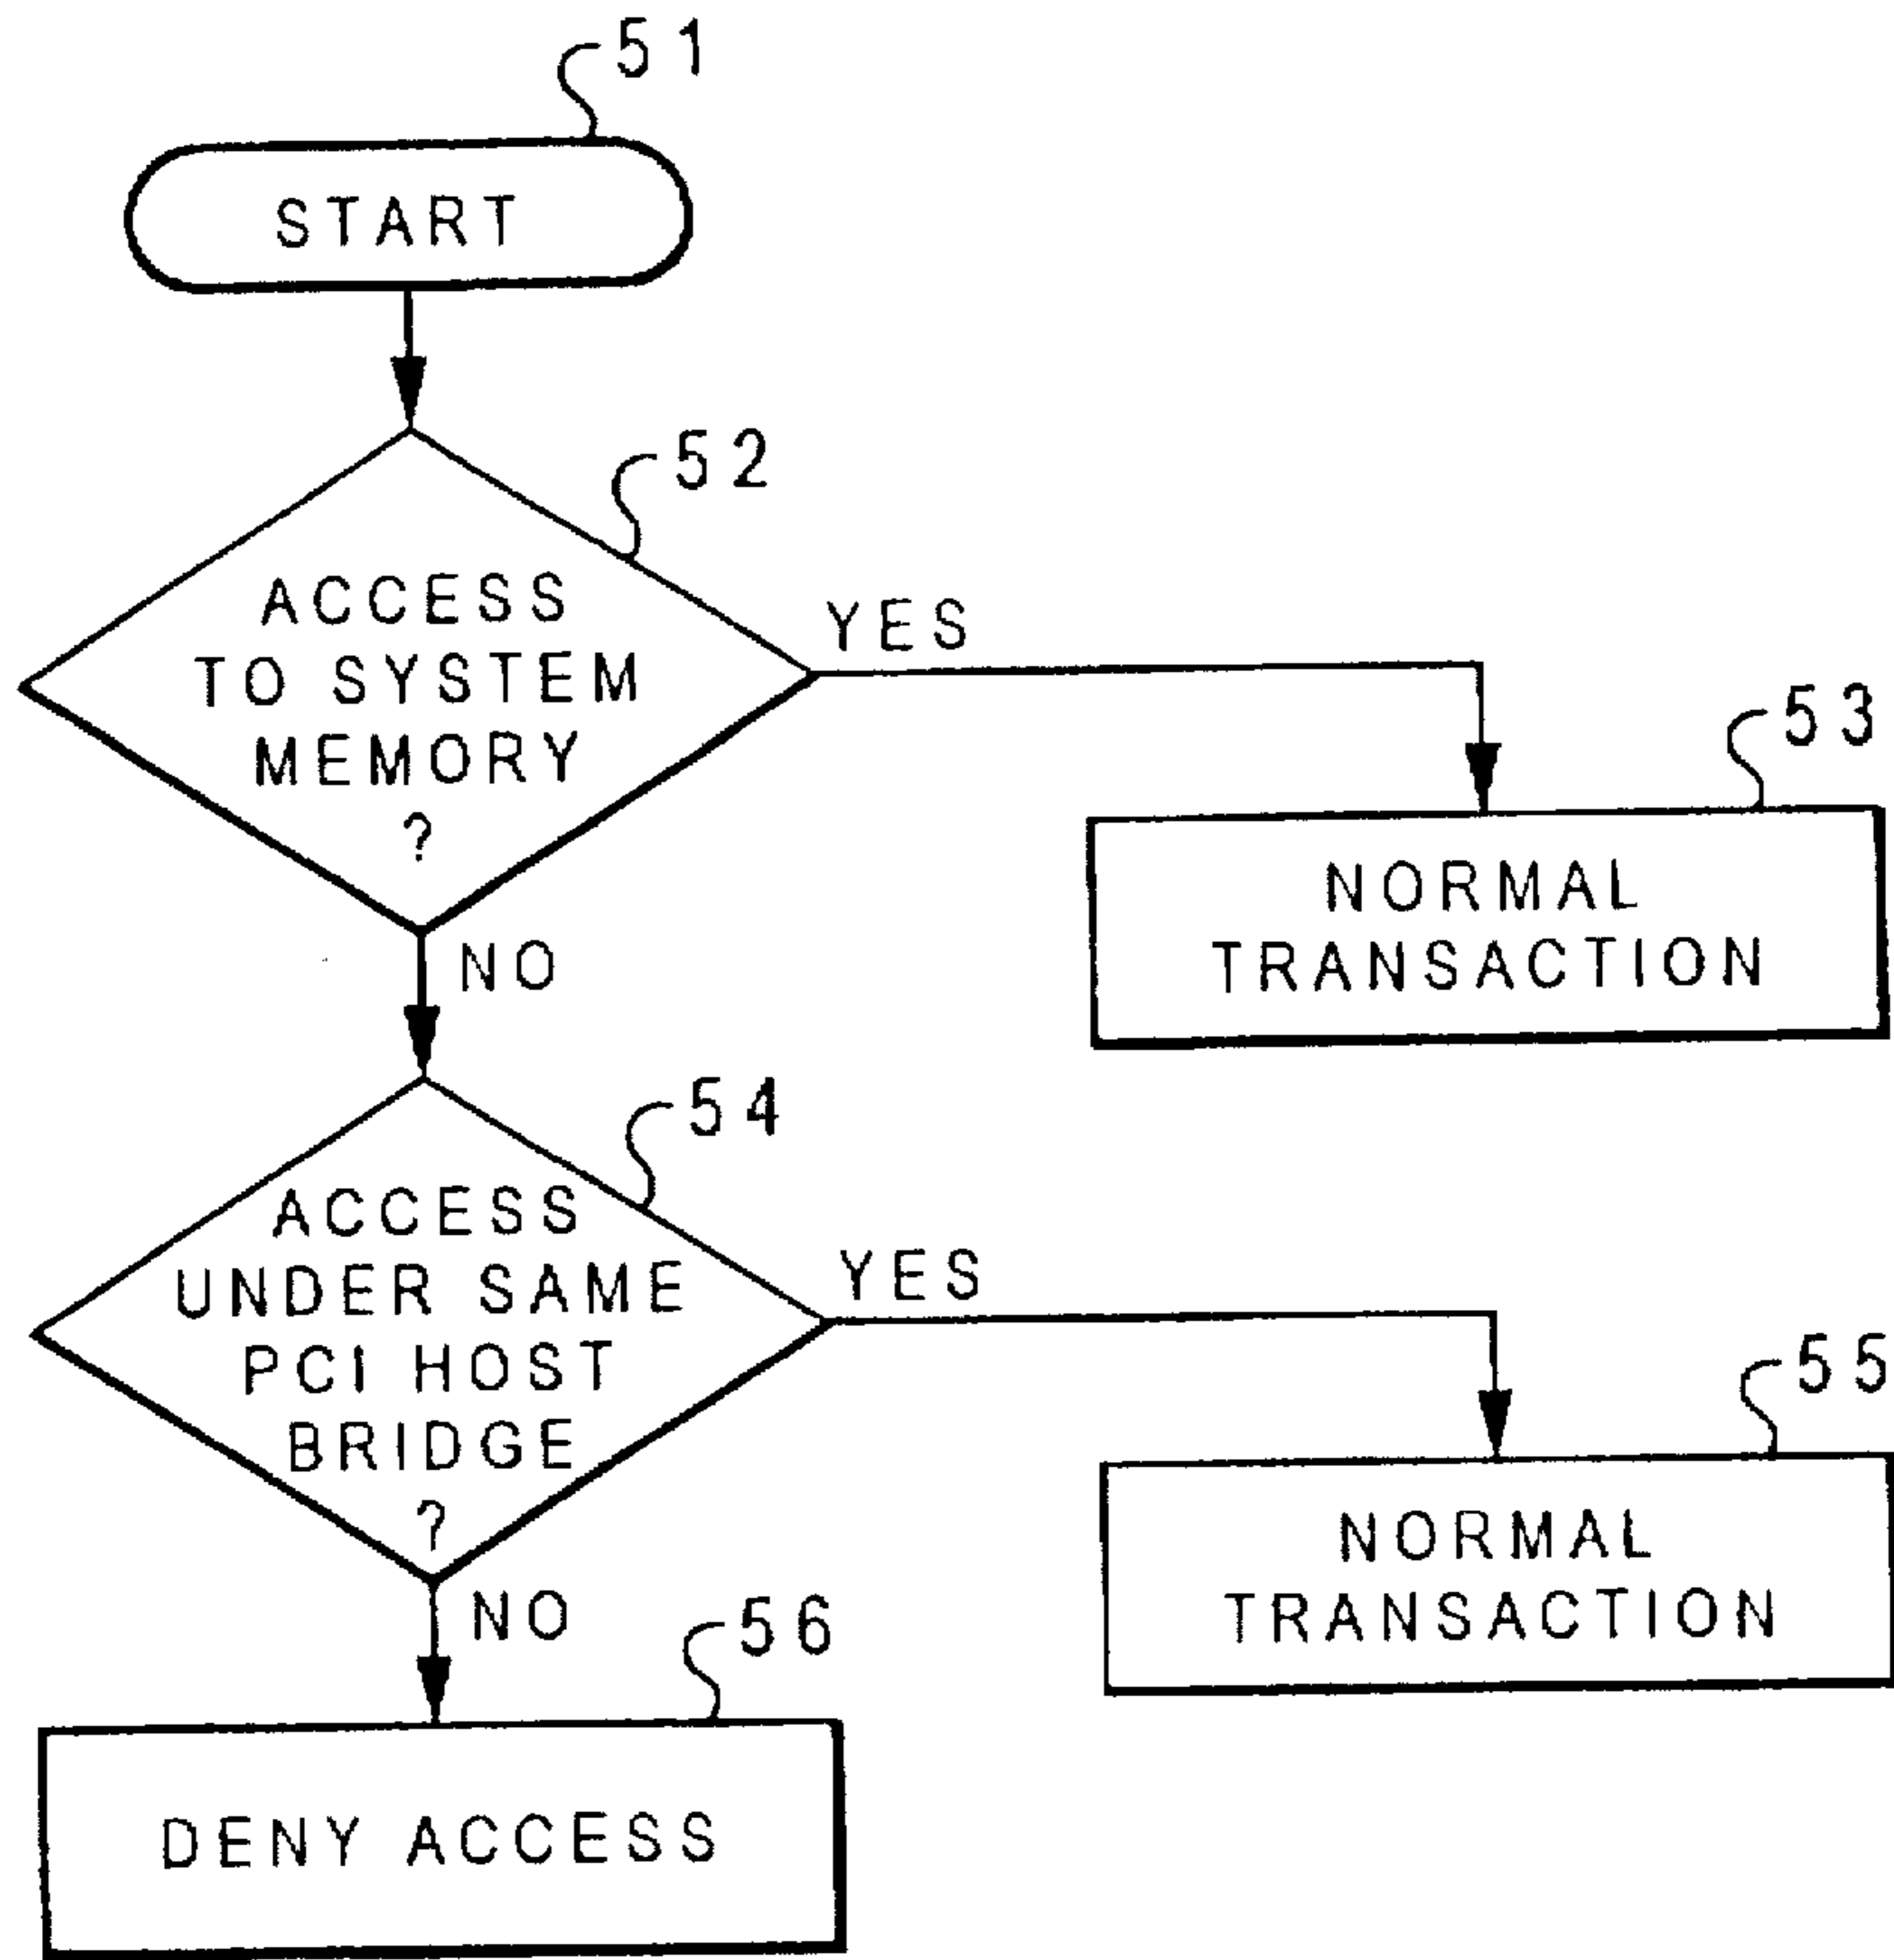 51
START
52
ACCESS
TO SYSTEM
MEMORY
?
YES
53
NORMAL
TRANSACTION
NO
54
ACCESS
UNDER SAME
PCI HOST
BRIDGE
?
YES
55
NORMAL
TRANSACTION
NO
56
DENY ACCESS